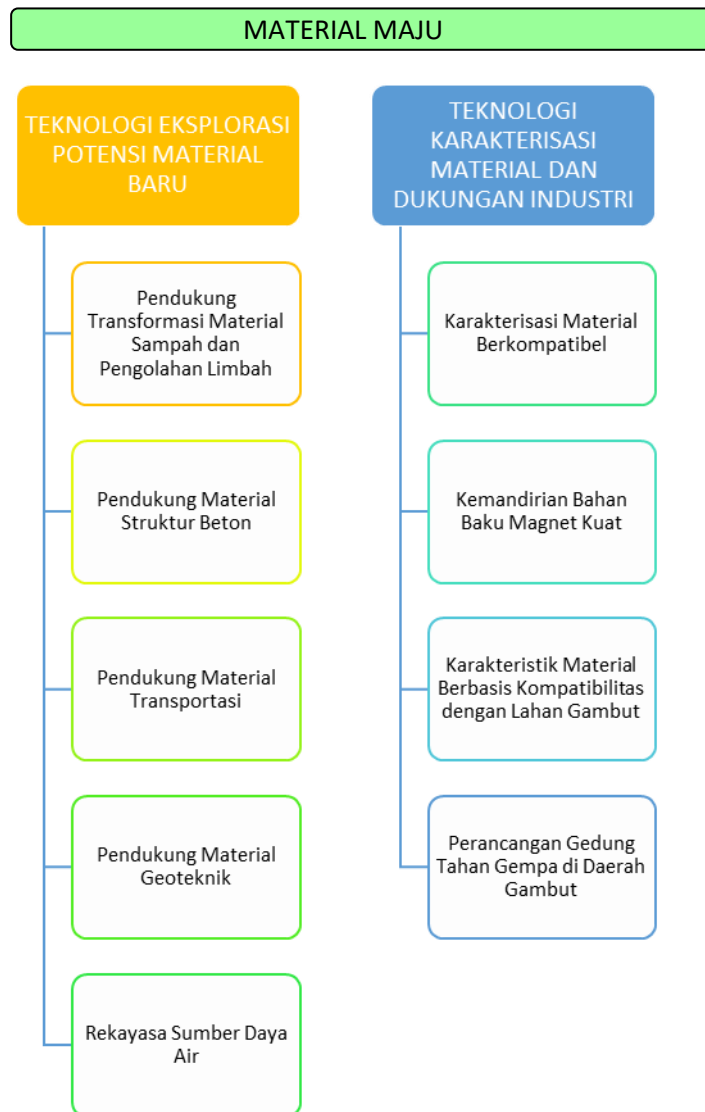 MATERIAL MAJU
TEKNOLOGI EKSPLORASI
POTENSI MATERIAL
BARU
Pendukung
Transformasi Material
Sampah dan
Pengolahan Limbah
Pendukung Material
Struktur Beton
Pendukung Material
Transportasi
Pendukung Material
Geoteknik
Rekayasa Sumber Daya
Air
TEKNOLOGI
KARAKTERISASI
MATERIAL DAN
DUKUNGAN INDUSTRI
Karakterisasi Material
Berkompatibel
Kemandirian Bahan
Baku Magnet Kuat
Karakteristik Material
Berbasis Kompatibilitas
dengan Lahan Gambut
Perancangan Gedung
Tahan Gempa di Daerah
Gambut